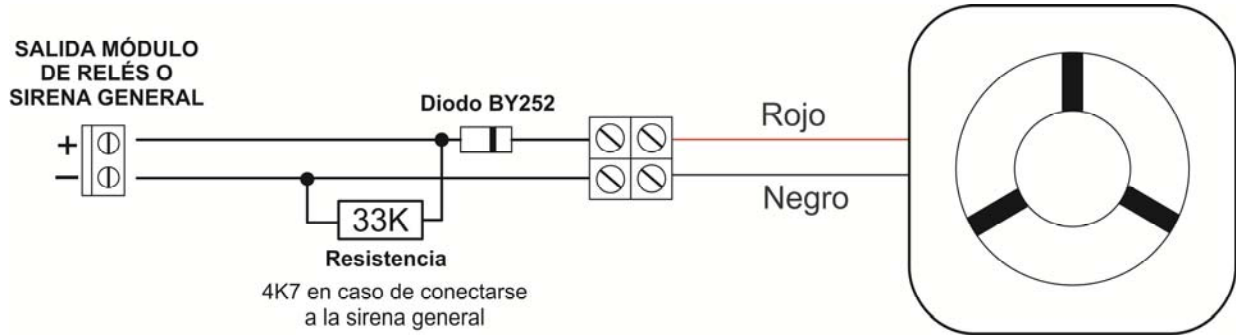 SALIDA MÓDULO
DE RELÉS O
SIRENA GENERAL
+
−
Diodo BY252
Rojo
Negro
33K
Resistencia
4K7 en caso de conectarse
a la sirena general